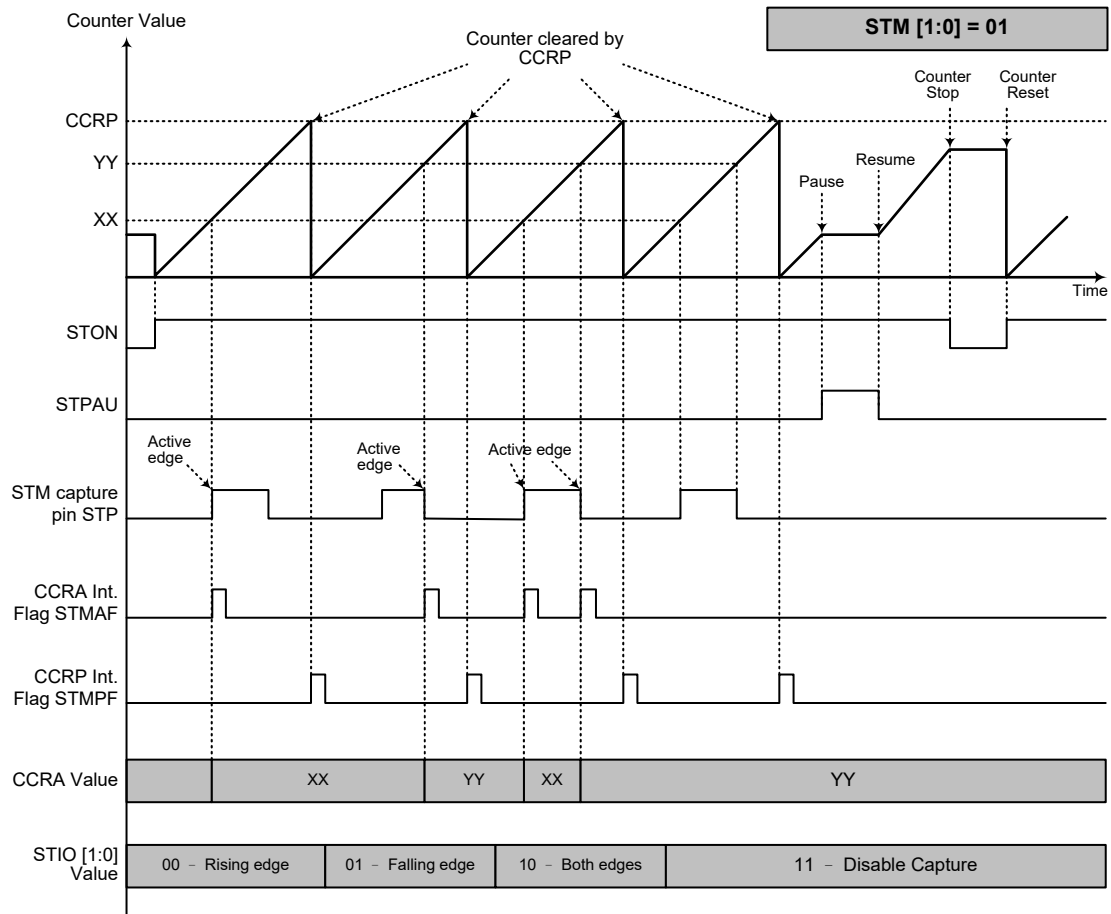 Counter Value
STM [1:0] = 01
Counter cleared by
CCRP
Counter
Stop
Counter
Reset
CCRP
YY
Resume
Pause
XX
Time
STON
STPAU
Active
edge
Active
edge
Active edge
STM capture
pin STP
CCRA Int.
Flag STMAF
CCRP Int.
Flag STMPF
CCRA Value
XX
YY
XX
YY
STIO [1:0]
Value
00 – Rising edge
01 – Falling edge
10 – Both edges
11 – Disable Capture